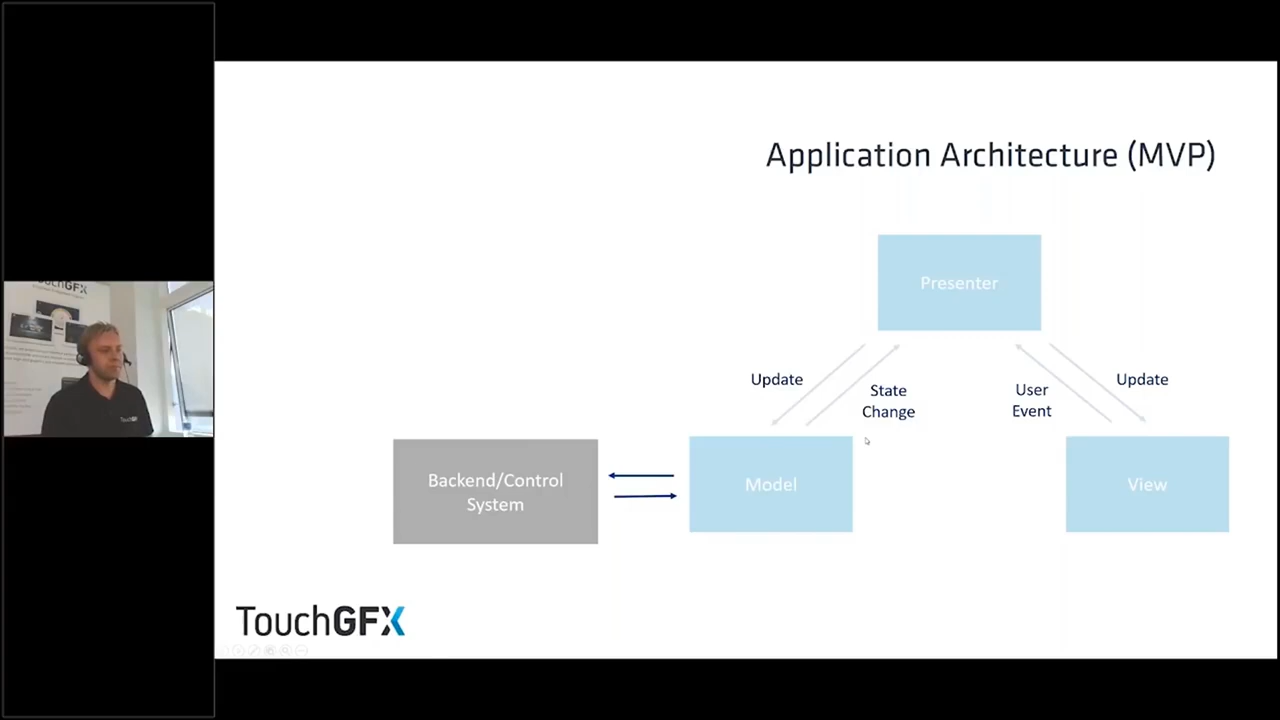 Application Architecture (MVP)
Presenter
Update
State
Change
User
Event
Update
Backend/Control
System
Model
View
TouchGFX